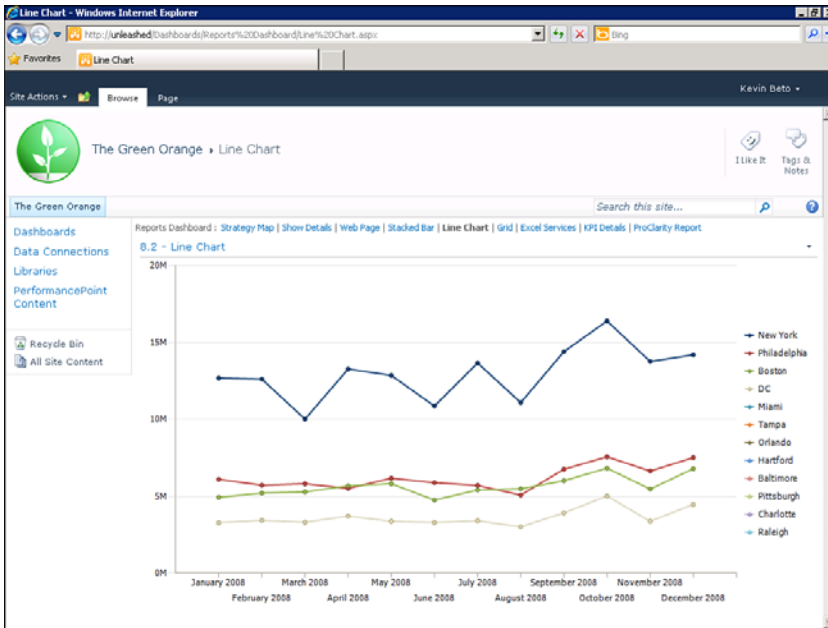 Line Chart - Windows Internet Explorer
http://unleashed/Dashboards/Reports%20Dashboard/Line%20Chart.aspx
Bing
Favorites
Line Chart
Site Actions
Browse
Page
Kevin Beto
The Green Orange
Line Chart
I Like It
Tags & Notes
The Green Orange
Search this site...
Dashboards
Data Connections
Libraries
PerformancePoint Content
Recycle Bin
All Site Content
Reports Dashboard : Strategy Map | Show Details | Web Page | Stacked Bar | Line Chart | Grid | Excel Services | KPI Details | ProClarity Report
8.2 - Line Chart
20M
15M
10M
5M
0M
January 2008
February 2008
March 2008
April 2008
May 2008
June 2008
July 2008
August 2008
September 2008
October 2008
November 2008
December 2008
New York
Philadelphia
Boston
DC
Miami
Tampa
Orlando
Hartford
Baltimore
Pittsburgh
Charlotte
Raleigh